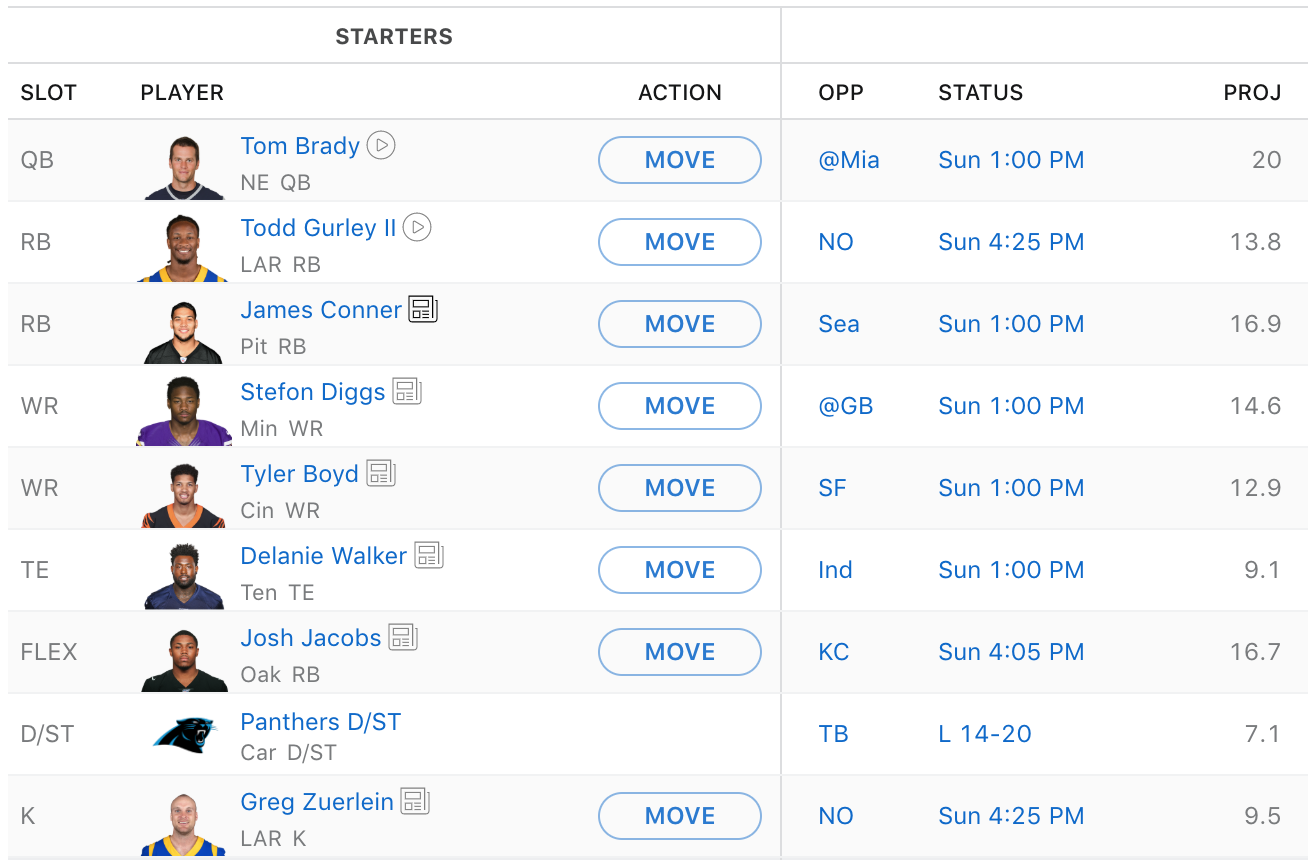 STARTERS
SLOT PLAYER ACTION OPP STATUS PROJ
QB Tom Brady MOVE @Mia Sun 1:00 PM 20
NE QB
RB Todd Gurley II MOVE NO Sun 4:25 PM 13.8
LAR RB
RB James Conner MOVE Sea Sun 1:00 PM 16.9
Pit RB
WR Stefon Diggs MOVE @GB Sun 1:00 PM 14.6
Min WR
WR Tyler Boyd MOVE SF Sun 1:00 PM 12.9
Cin WR
TE Delanie Walker MOVE Ind Sun 1:00 PM 9.1
Ten TE
FLEX Josh Jacobs MOVE KC Sun 4:05 PM 16.7
Oak RB
D/ST Panthers D/ST TB L 14-20 7.1
Car D/ST
K Greg Zuerlein MOVE NO Sun 4:25 PM 9.5
LAR K